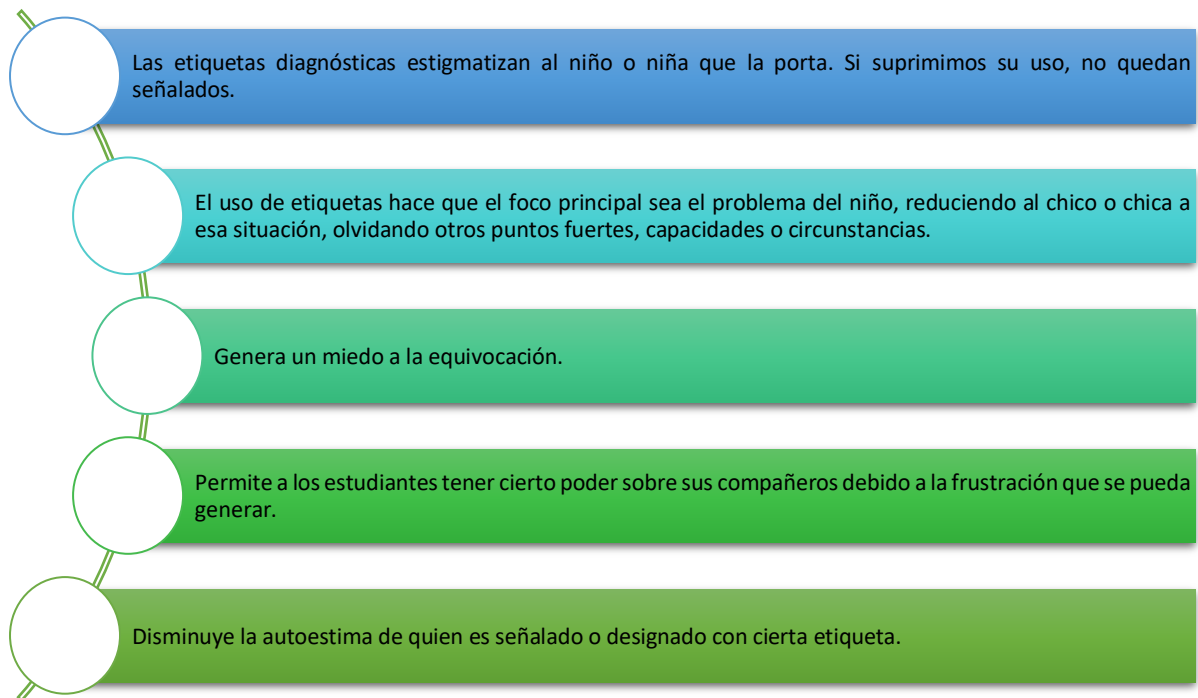 Las etiquetas diagnósticas estigmatizan al niño o niña que la porta. Si suprimimos su uso, no quedan
señalados.
El uso de etiquetas hace que el foco principal sea el problema del niño, reduciendo al chico o chica a
esa situación, olvidando otros puntos fuertes, capacidades o circunstancias.
Genera un miedo a la equivocación.
Permite a los estudiantes tener cierto poder sobre sus compañeros debido a la frustración que se pueda
generar.
Disminuye la autoestima de quien es señalado o designado con cierta etiqueta.